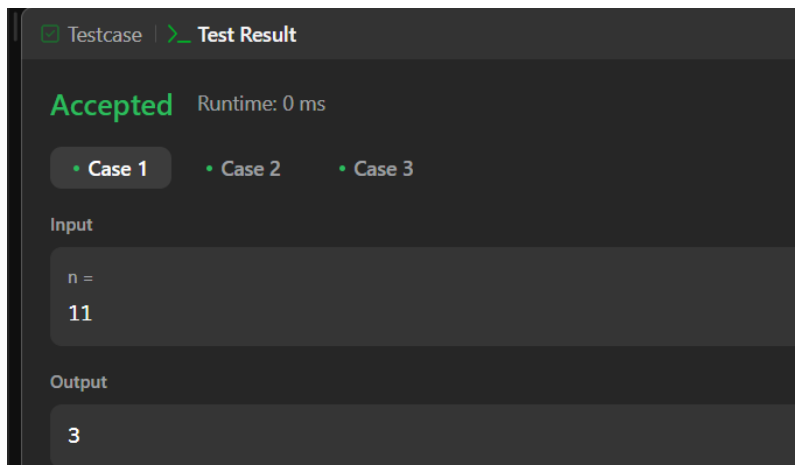 Testcase >_ Test Result
Accepted Runtime: 0 ms
• Case 1 • Case 2 • Case 3
Input
n =
11
Output
3